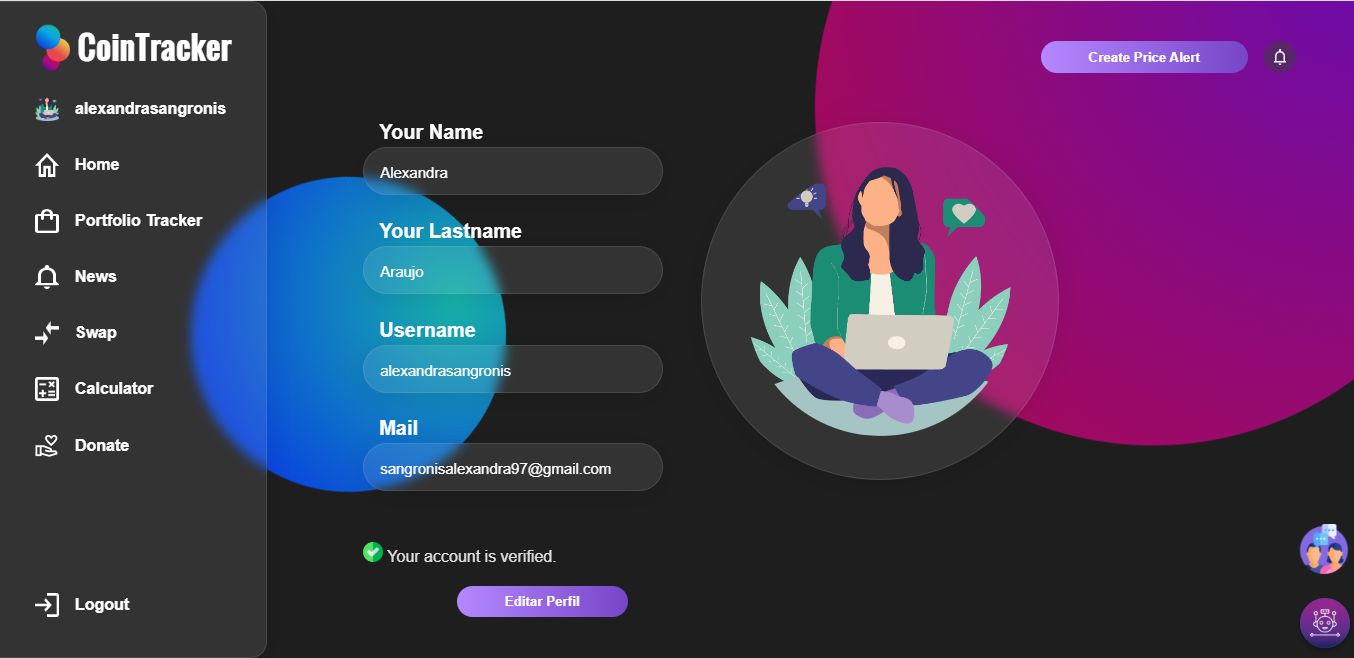 CoinTracker
alexandrasangronis
Home
Portfolio Tracker
News
Swap
Calculator
Donate
Logout
Create Price Alert
Your Name
Alexandra
Your Lastname
Araujo
Username
alexandrasangronis
Mail
sangronisalexandra97@gmail.com
Your account is verified.
Editar Perfil